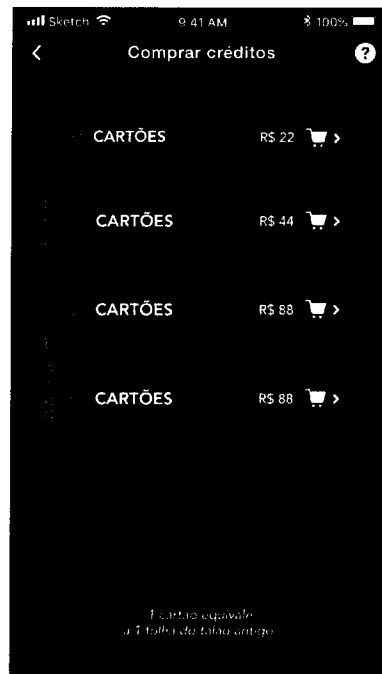 Sketch 9:41 AM 100%
Comprar créditos ?
CARTÕES R$ 22
CARTÕES R$ 44
CARTÕES R$ 88
CARTÕES R$ 88
1 cartão equivale
a 1 folha do talão antigo